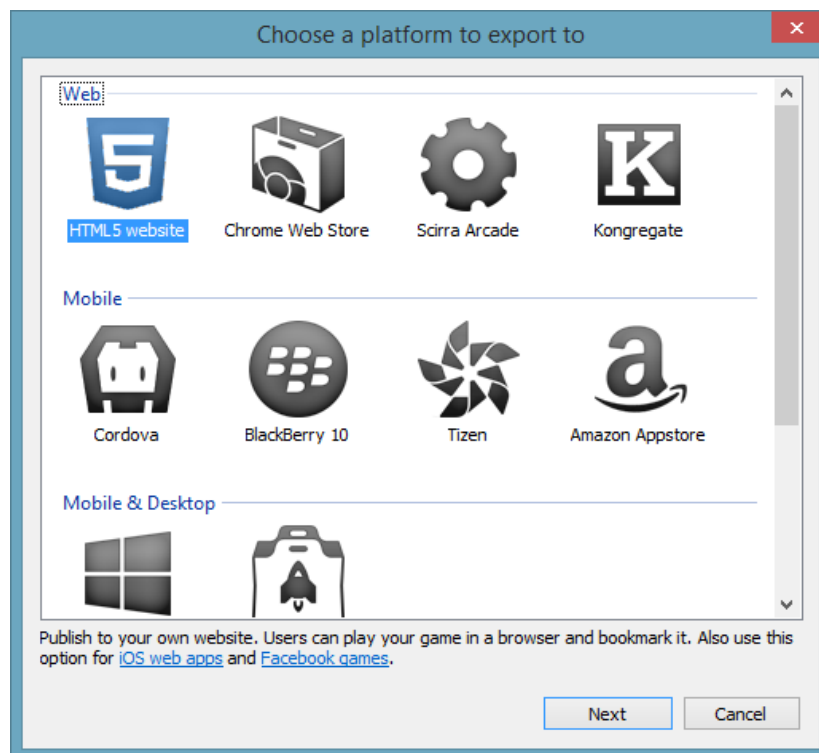 Choose a platform to export to
Web
5
HTML5 website
Chrome Web Store
Scirra Arcade
K
Kongregate
Mobile
Cordova
BlackBerry 10
Tizen
a
Amazon Appstore
Mobile & Desktop
Publish to your own website. Users can play your game in a browser and bookmark it. Also use this
option for iOS web apps and Facebook games.
Next
Cancel